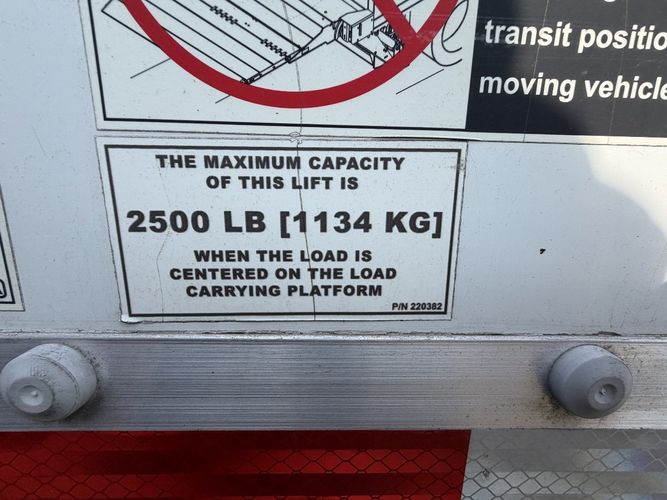 transit positio
moving vehicle
THE MAXIMUM CAPACITY
OF THIS LIFT IS
2500 LB [1134 KG]
WHEN THE LOAD IS
CENTERED ON THE LOAD
CARRYING PLATFORM
P/N 220382